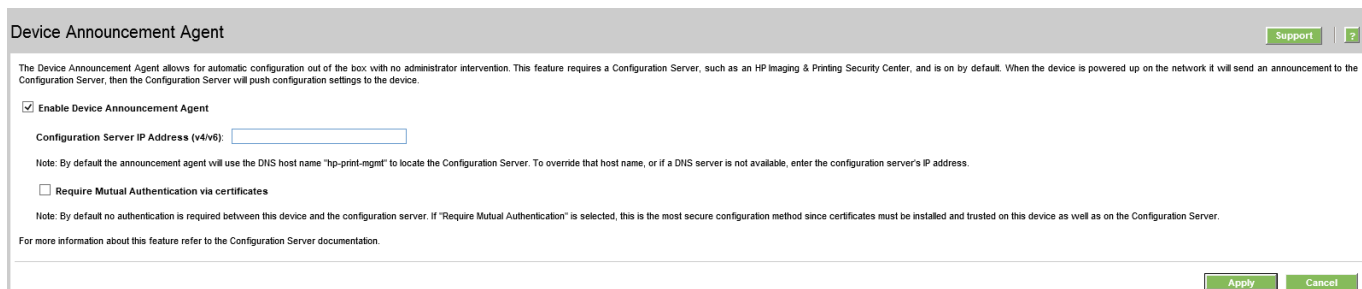 Device Announcement Agent
Support
?
The Device Announcement Agent allows for automatic configuration out of the box with no administrator intervention. This feature requires a Configuration Server, such as an HP Imaging & Printing Security Center, and is on by default. When the device is powered up on the network it will send an announcement to the
Configuration Server, then the Configuration Server will push configuration settings to the device.
Enable Device Announcement Agent
Configuration Server IP Address (v4/v6):
Note: By default the announcement agent will use the DNS host name "hp-print-mgmt" to locate the Configuration Server. To override that host name, or if a DNS server is not available, enter the configuration server's IP address.
Require Mutual Authentication via certificates
Note: By default no authentication is required between this device and the configuration server. If "Require Mutual Authentication" is selected, this is the most secure configuration method since certificates must be installed and trusted on this device as well as on the Configuration Server.
For more information about this feature refer to the Configuration Server documentation.
Apply
Cancel